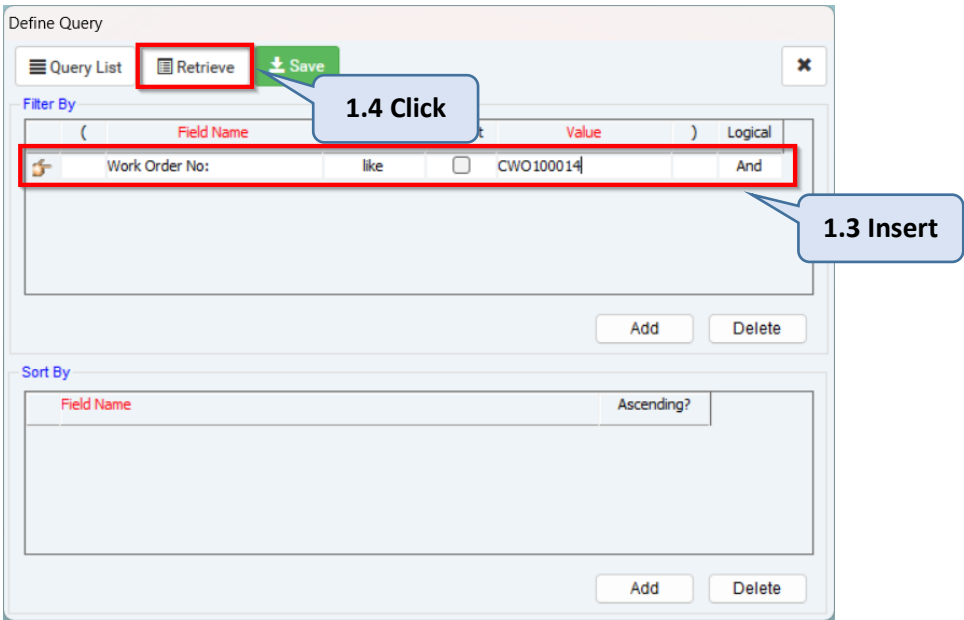 Define Query
Query List Retrieve Save
1.4 Click
Filter By
( Field Name t Value ) Logical
Work Order No: like CWO100014 And
1.3 Insert
Add Delete
Sort By
Field Name Ascending?
Add Delete